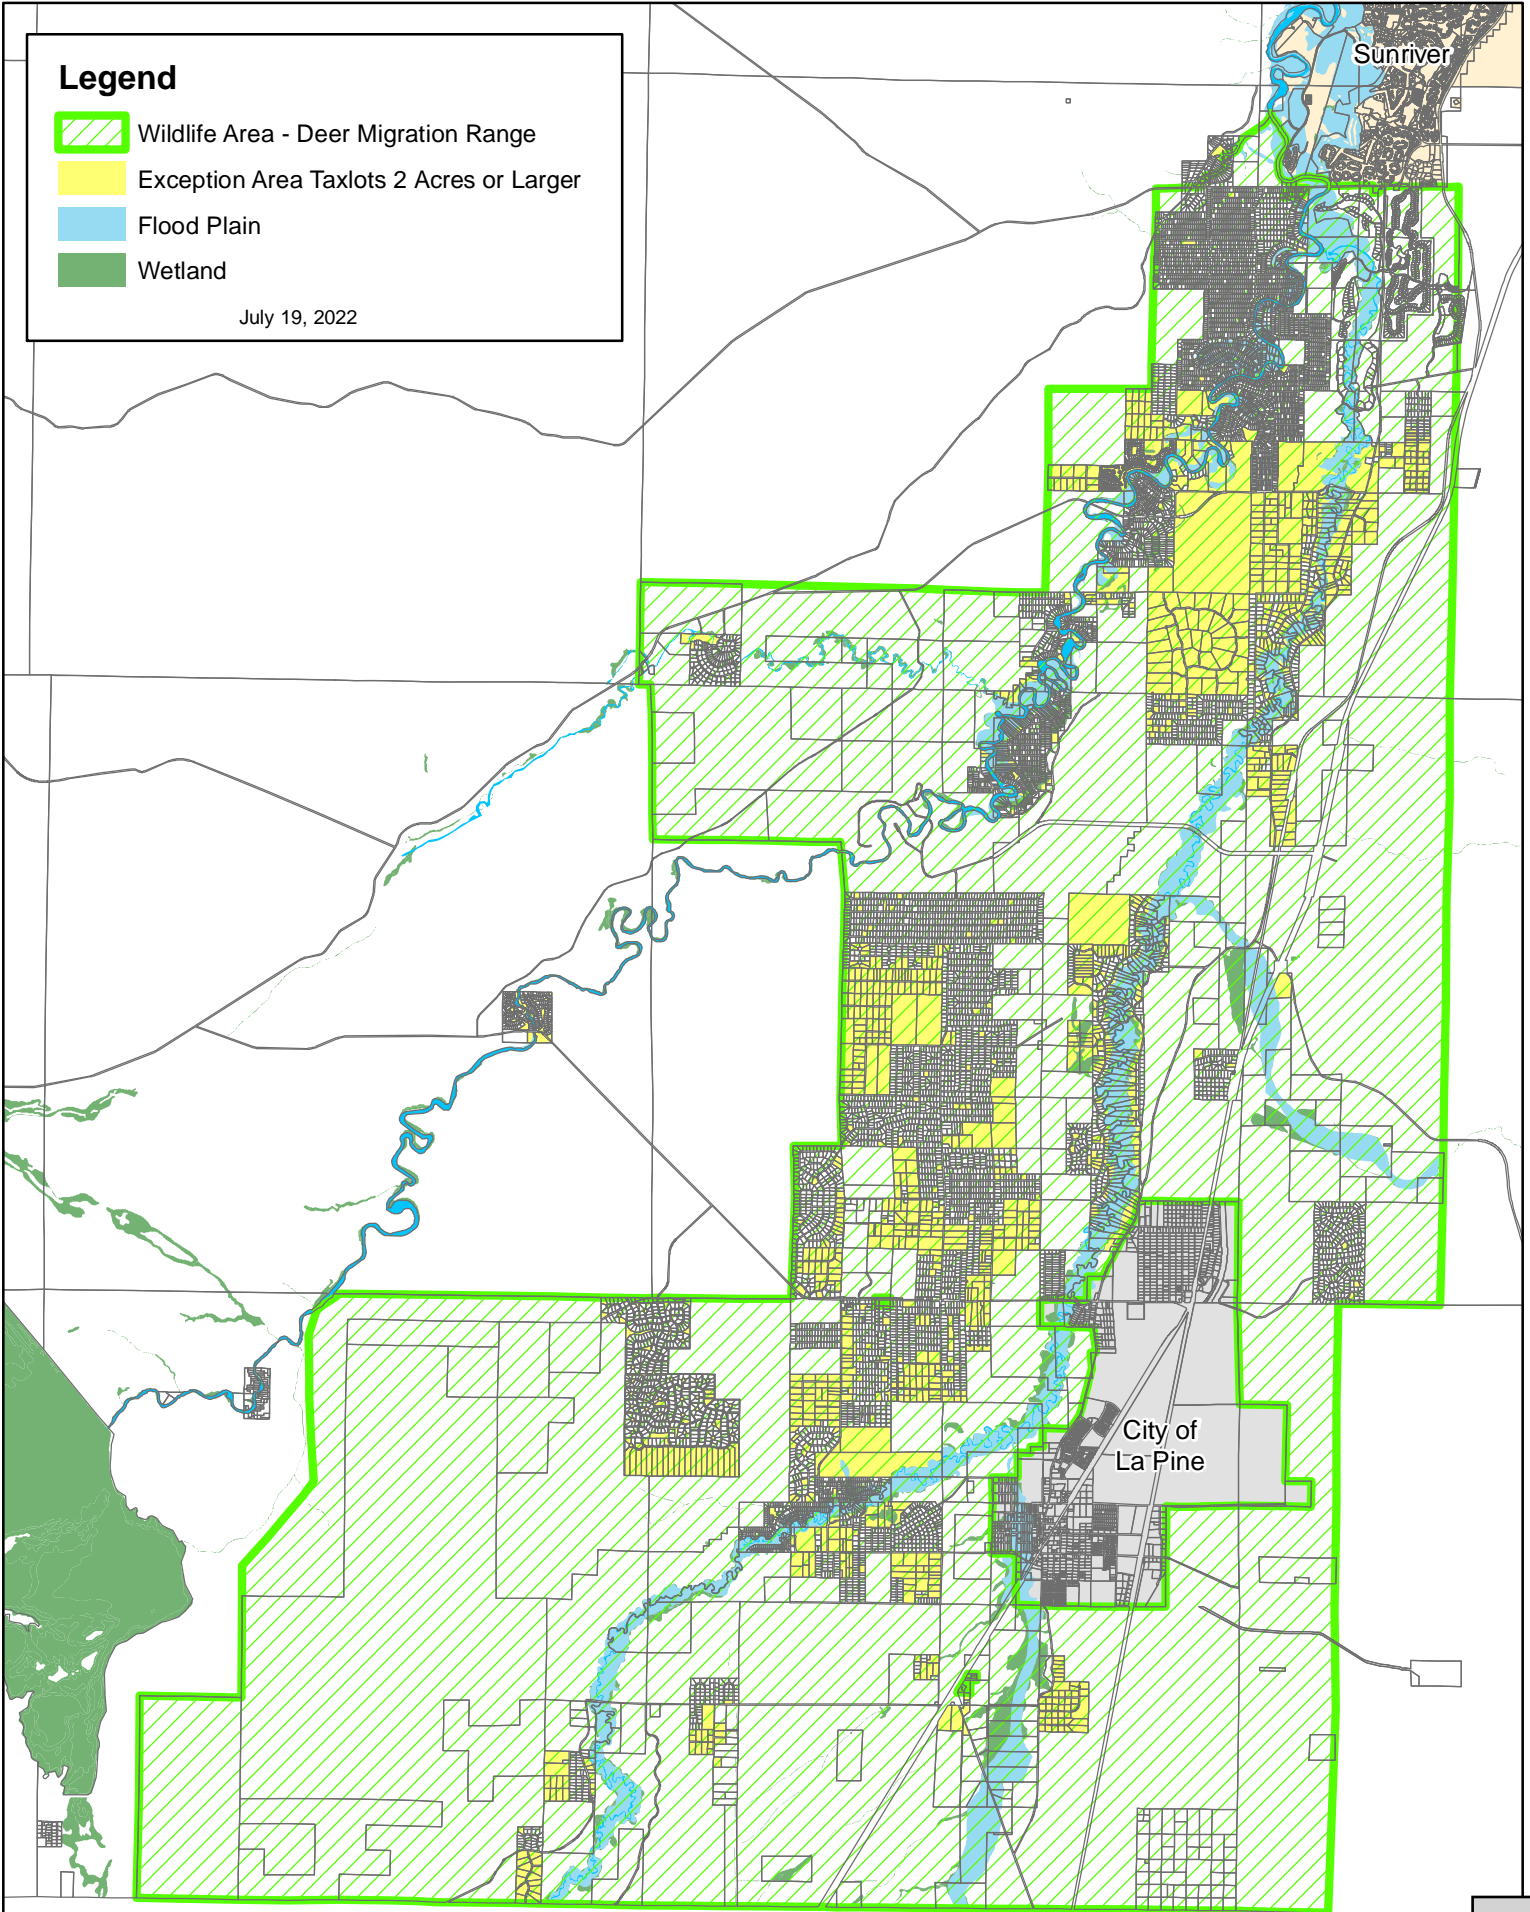 Legend
Wildlife Area - Deer Migration Range
Exception Area Taxlots 2 Acres or Larger
Flood Plain
Wetland
July 19, 2022
Sunriver
City of
La Pine